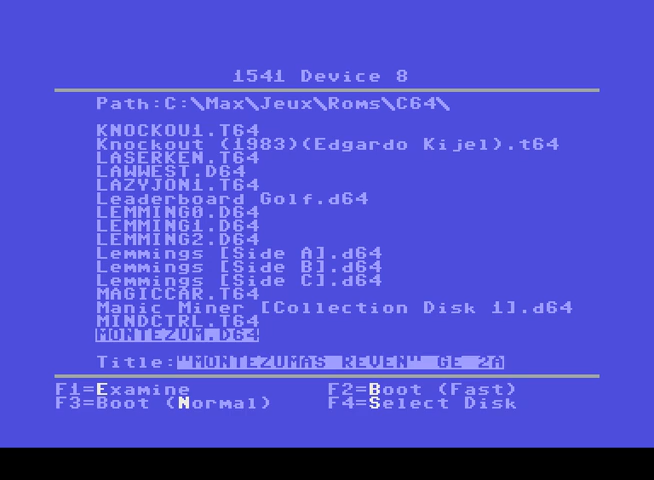 1541 Device 8
Path:C:\Max\Jeux\Roms\C64\
KNOCKOU1.T64
Knockout (1983)(Edgardo Kijel).t64
LASERKEN.T64
LAWWEST.D64
LAZYJON1.T64
Leaderboard Golf.d64
LEMMING0.D64
LEMMING1.D64
LEMMING2.D64
Lemmings [Side A].d64
Lemmings [Side B].d64
Lemmings [Side C].d64
MAGICCAR.T64
Manic Miner [Collection Disk 1].d64
MINDCTRL.T64
MONTEZUM.D64
Title:"MONTEZUMAS REVEN" GE 2A
F1=Examine F2=Boot (Fast)
F3=Boot (Normal) F4=Select Disk